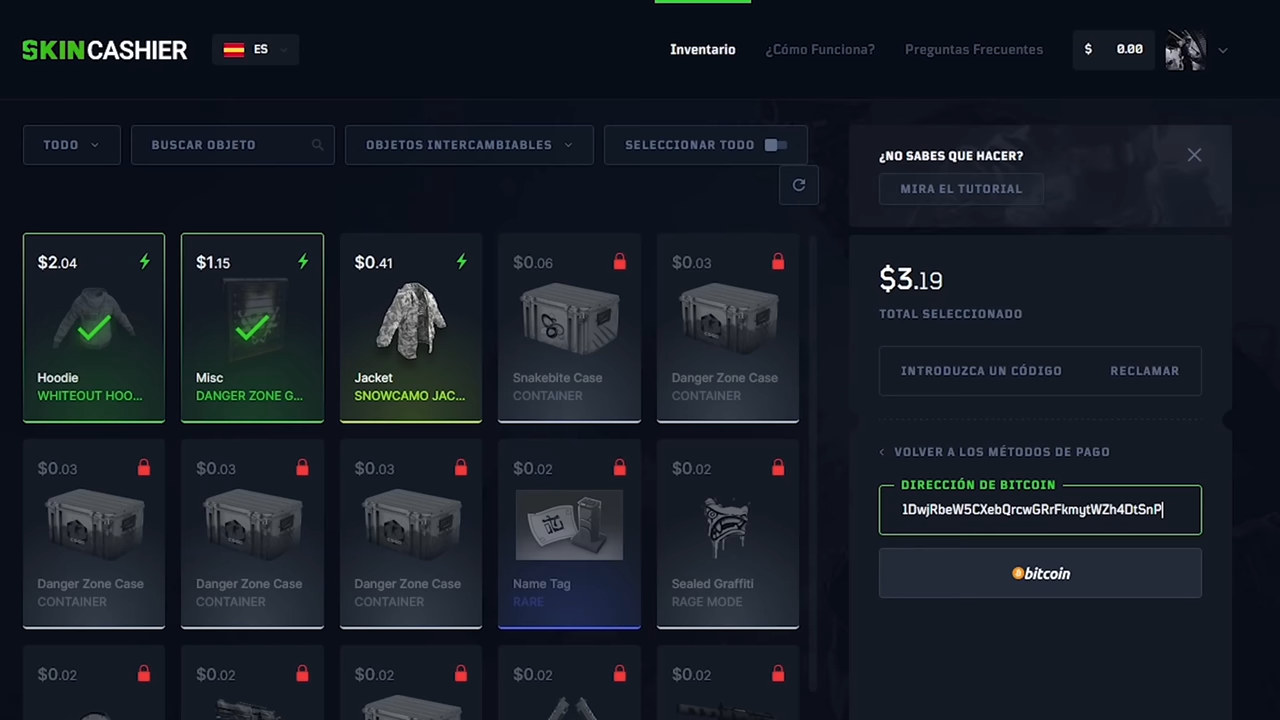 SKINCASHIER
ES
Inventario
¿Cómo Funciona?
Preguntas Frecuentes
$ 0.00
TODO
BUSCAR OBJETO
OBJETOS INTERCAMBIABLES
SELECCIONAR TODO
¿NO SABES QUE HACER?
MIRA EL TUTORIAL
$2.04
Hoodie
WHITEOUT HOO...
$1.15
Misc
DANGER ZONE G...
$0.41
Jacket
SNOWCAMO JAC...
$0.06
Snakebite Case
CONTAINER
$0.03
Danger Zone Case
CONTAINER
$0.03
Danger Zone Case
CONTAINER
$0.03
Danger Zone Case
CONTAINER
$0.03
Danger Zone Case
CONTAINER
$0.02
Name Tag
RARE
$0.02
Sealed Graffiti
RAGE MODE
$0.02
$0.02
$0.02
$0.02
$0.02
$3.19
TOTAL SELECCIONADO
INTRODUZCA UN CÓDIGO
RECLAMAR
VOLVER A LOS MÉTODOS DE PAGO
DIRECCIÓN DE BITCOIN
1DwjRbeW5CXebQrcwGRrFkmytWZh4DtSnP
bitcoin